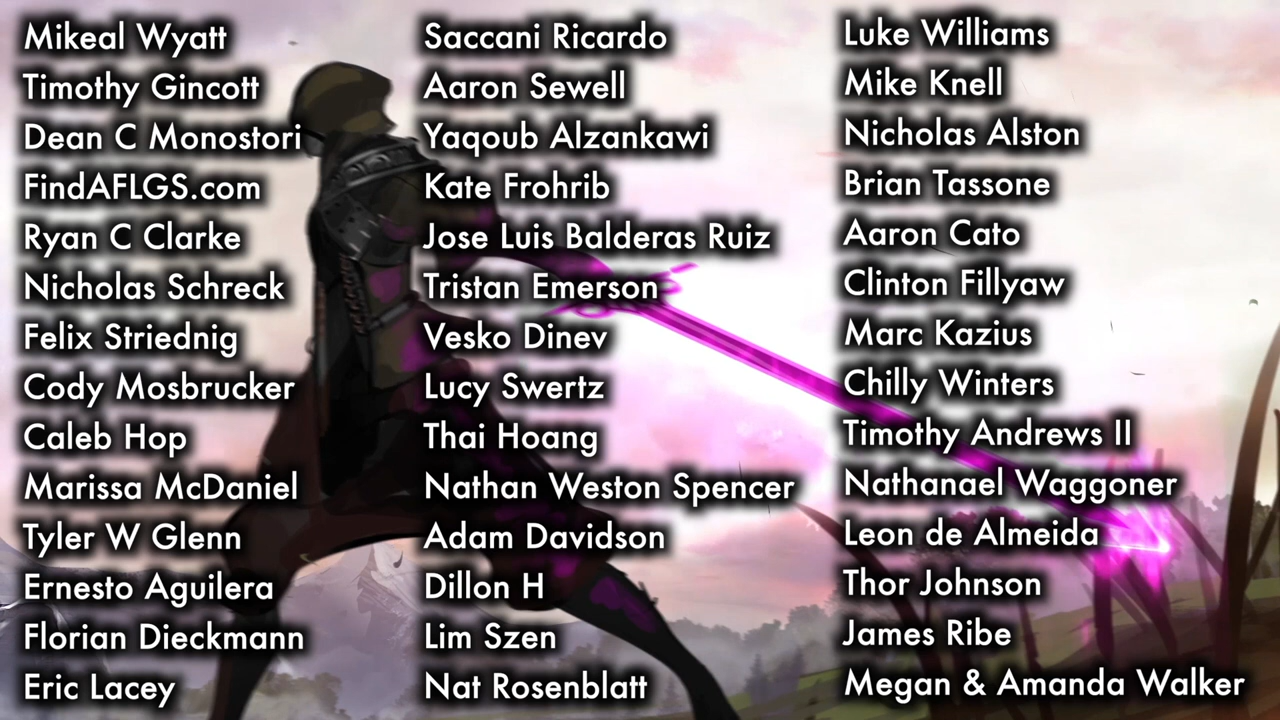 Mikeal Wyatt
Timothy Gincott
Dean C Monostori
FindAFLGS.com
Ryan C Clarke
Nicholas Schreck
Felix Striednig
Cody Mosbrucker
Caleb Hop
Marissa McDaniel
Tyler W Glenn
Ernesto Aguilera
Florian Dieckmann
Eric Lacey
Saccani Ricardo
Aaron Sewell
Yaqoub Alzankawi
Kate Frohrib
Jose Luis Balderas Ruiz
Tristan Emerson
Vesko Dinev
Lucy Swertz
Thai Hoang
Nathan Weston Spencer
Adam Davidson
Dillon H
Lim Szen
Nat Rosenblatt
Luke Williams
Mike Knell
Nicholas Alston
Brian Tassone
Aaron Cato
Clinton Fillyaw
Marc Kazius
Chilly Winters
Timothy Andrews II
Nathanael Waggoner
Leon de Almeida
Thor Johnson
James Ribe
Megan & Amanda Walker